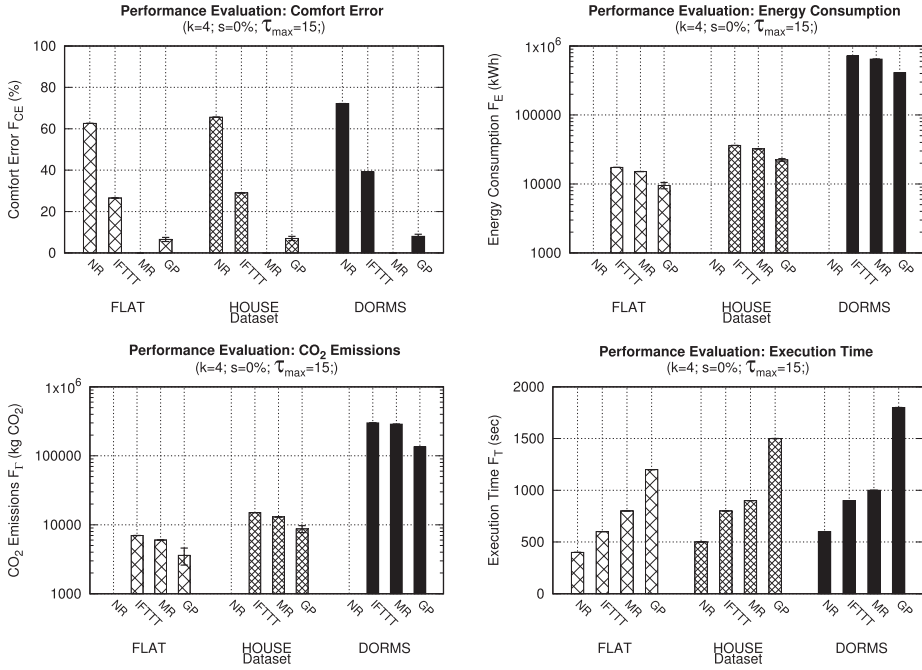 Performance Evaluation: Comfort Error
(k=4; s=0%; τmax=15;)
Comfort Error F_CE (%)
100
80
60
40
20
0
NR IFTTT MR GP NR IFTTT MR GP NR IFTTT MR GP
FLAT HOUSE DORMS
Dataset
Performance Evaluation: Energy Consumption
(k=4; s=0%; τmax=15;)
Energy Consumption F_E (kWh)
1x10^6
100000
10000
1000
NR IFTTT MR GP NR IFTTT MR GP NR IFTTT MR GP
FLAT HOUSE DORMS
Dataset
Performance Evaluation: CO2 Emissions
(k=4; s=0%; τmax=15;)
CO2 Emissions F_Γ (kg CO2)
1x10^6
100000
10000
1000
NR IFTTT MR GP NR IFTTT MR GP NR IFTTT MR GP
FLAT HOUSE DORMS
Dataset
Performance Evaluation: Execution Time
(k=4; s=0%; τmax=15;)
Execution Time F_T (sec)
2000
1500
1000
500
0
NR IFTTT MR GP NR IFTTT MR GP NR IFTTT MR GP
FLAT HOUSE DORMS
Dataset